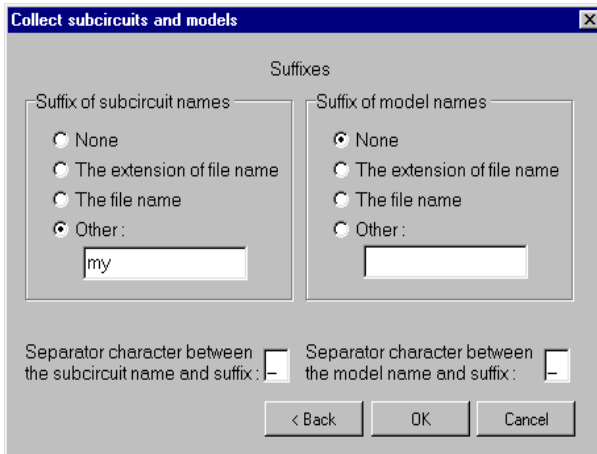 Collect subcircuits and models
Suffixes
Suffix of subcircuit names
None
The extension of file name
The file name
Other :
my
Suffix of model names
None
The extension of file name
The file name
Other :
Separator character between
the subcircuit name and suffix : _
Separator character between
the model name and suffix : _
< Back
OK
Cancel